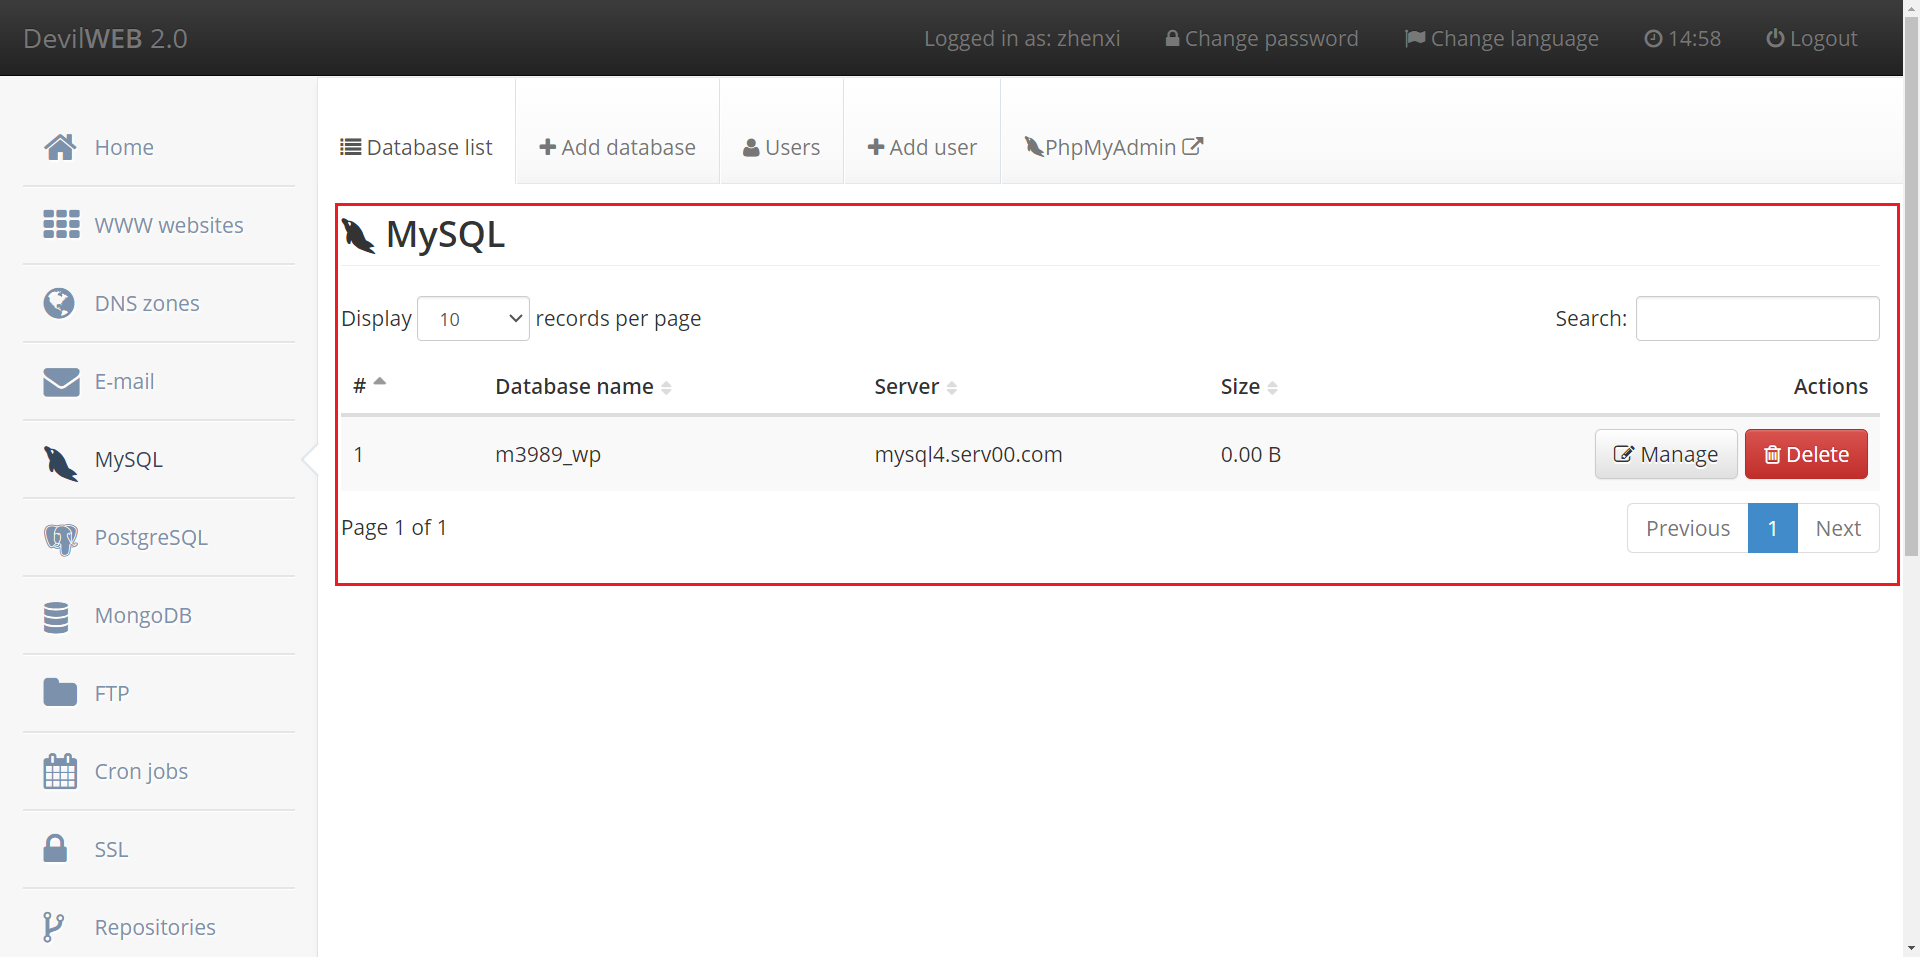 DevilWEB 2.0
Logged in as: zhenxi
Change password
Change language
14:58
Logout
Home
WWW websites
DNS zones
E-mail
MySQL
PostgreSQL
MongoDB
FTP
Cron jobs
SSL
Repositories
Database list
Add database
Users
Add user
PhpMyAdmin
MySQL
Display 10 records per page
Search:
# Database name Server Size Actions
1 m3989_wp mysql4.serv00.com 0.00 B Manage Delete
Page 1 of 1
Previous 1 Next